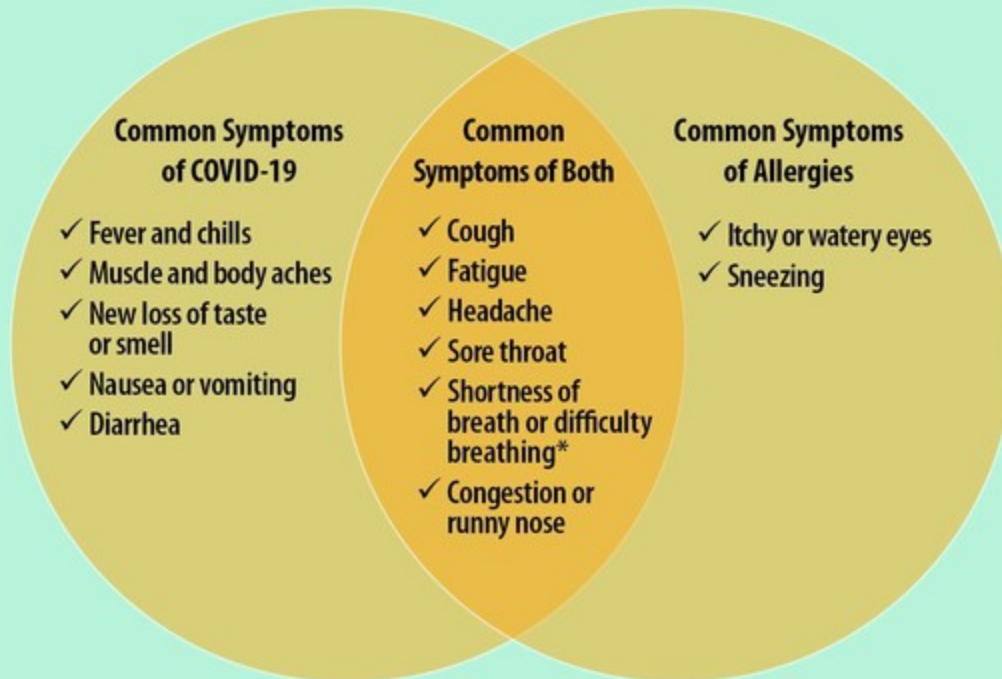 Common Symptoms
of COVID-19
✓ Fever and chills
✓ Muscle and body aches
✓ New loss of taste
or smell
✓ Nausea or vomiting
✓ Diarrhea
Common
Symptoms of Both
✓ Cough
✓ Fatigue
✓ Headache
✓ Sore throat
✓ Shortness of
breath or difficulty
breathing*
✓ Congestion or
runny nose
Common Symptoms
of Allergies
✓ Itchy or watery eyes
✓ Sneezing